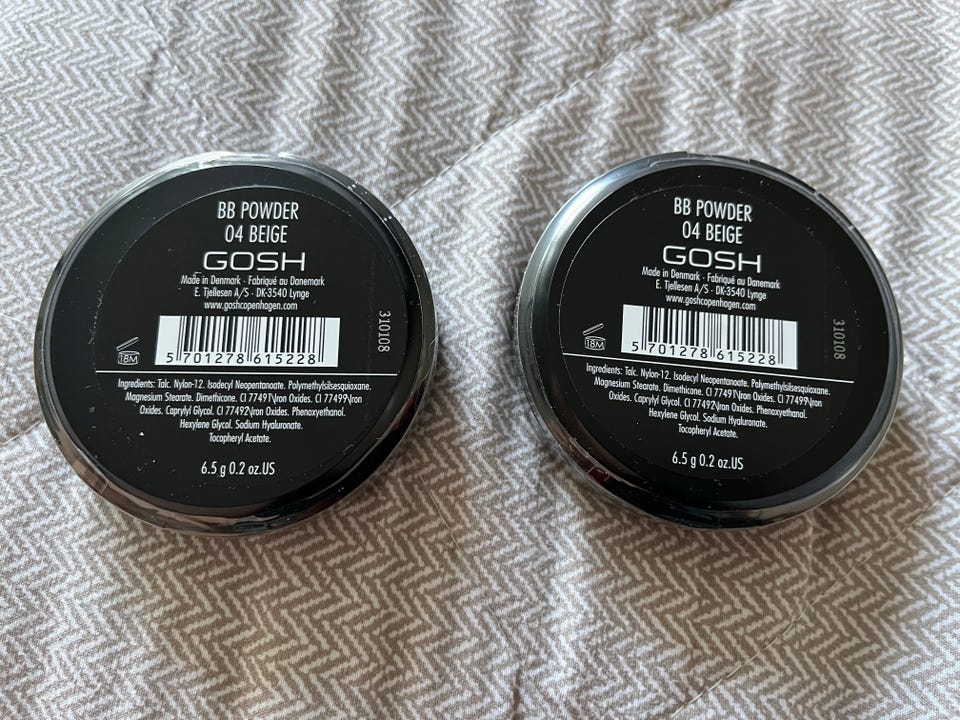 BB POWDER
04 BEIGE
GOSH
Made in Denmark · Fabriqué au Danemark
E. Tjellesen A/S · DK-3540 Lynge
www.goshcopenhagen.com
310108
18M
5 701278 615228
Ingredients: Talc. Nylon-12. Isodecyl Neopentanoate. Polymethylsilsesquioxane.
Magnesium Stearate. Dimethicone. CI 77491\Iron Oxides. CI 77499\Iron
Oxides. Caprylyl Glycol. CI 77492\Iron Oxides. Phenoxyethanol.
Hexylene Glycol. Sodium Hyaluronate.
Tocopheryl Acetate.
6.5 g 0.2 oz.US
BB POWDER
04 BEIGE
GOSH
Made in Denmark · Fabriqué au Danemark
E. Tjellesen A/S · DK-3540 Lynge
www.goshcopenhagen.com
310108
18M
5 701278 615228
Ingredients: Talc. Nylon-12. Isodecyl Neopentanoate. Polymethylsilsesquioxane.
Magnesium Stearate. Dimethicone. CI 77491\Iron Oxides. CI 77499\Iron
Oxides. Caprylyl Glycol. CI 77492\Iron Oxides. Phenoxyethanol.
Hexylene Glycol. Sodium Hyaluronate.
Tocopheryl Acetate.
6.5 g 0.2 oz.US